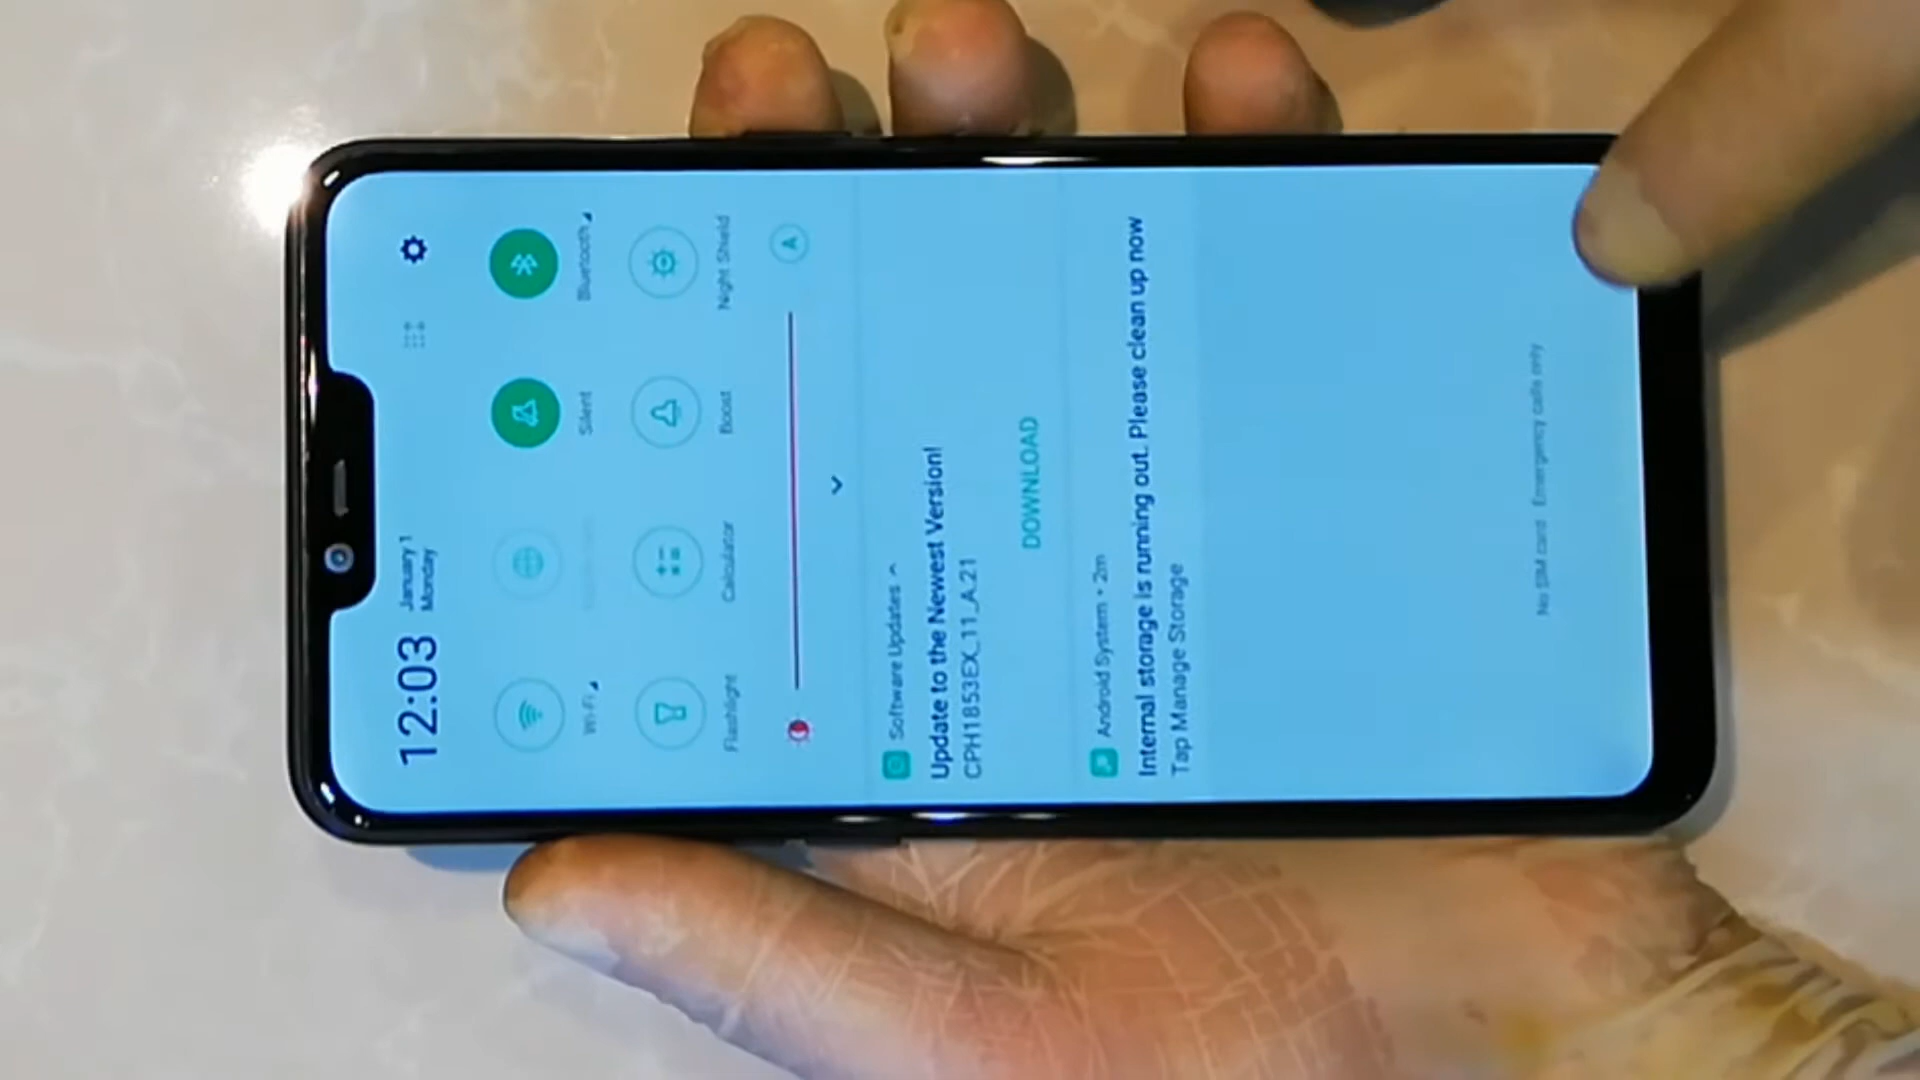 12:03
January 1
Monday
Wi-Fi
Silent
Bluetooth
Flashlight
Calculator
Boost
Night Shield
A
Software Updates
Update to the Newest Version!
CPH1853EX_11_A.21
DOWNLOAD
Android System • 2m
Internal storage is running out. Please clean up now
Tap Manage Storage
No SIM card Emergency calls only